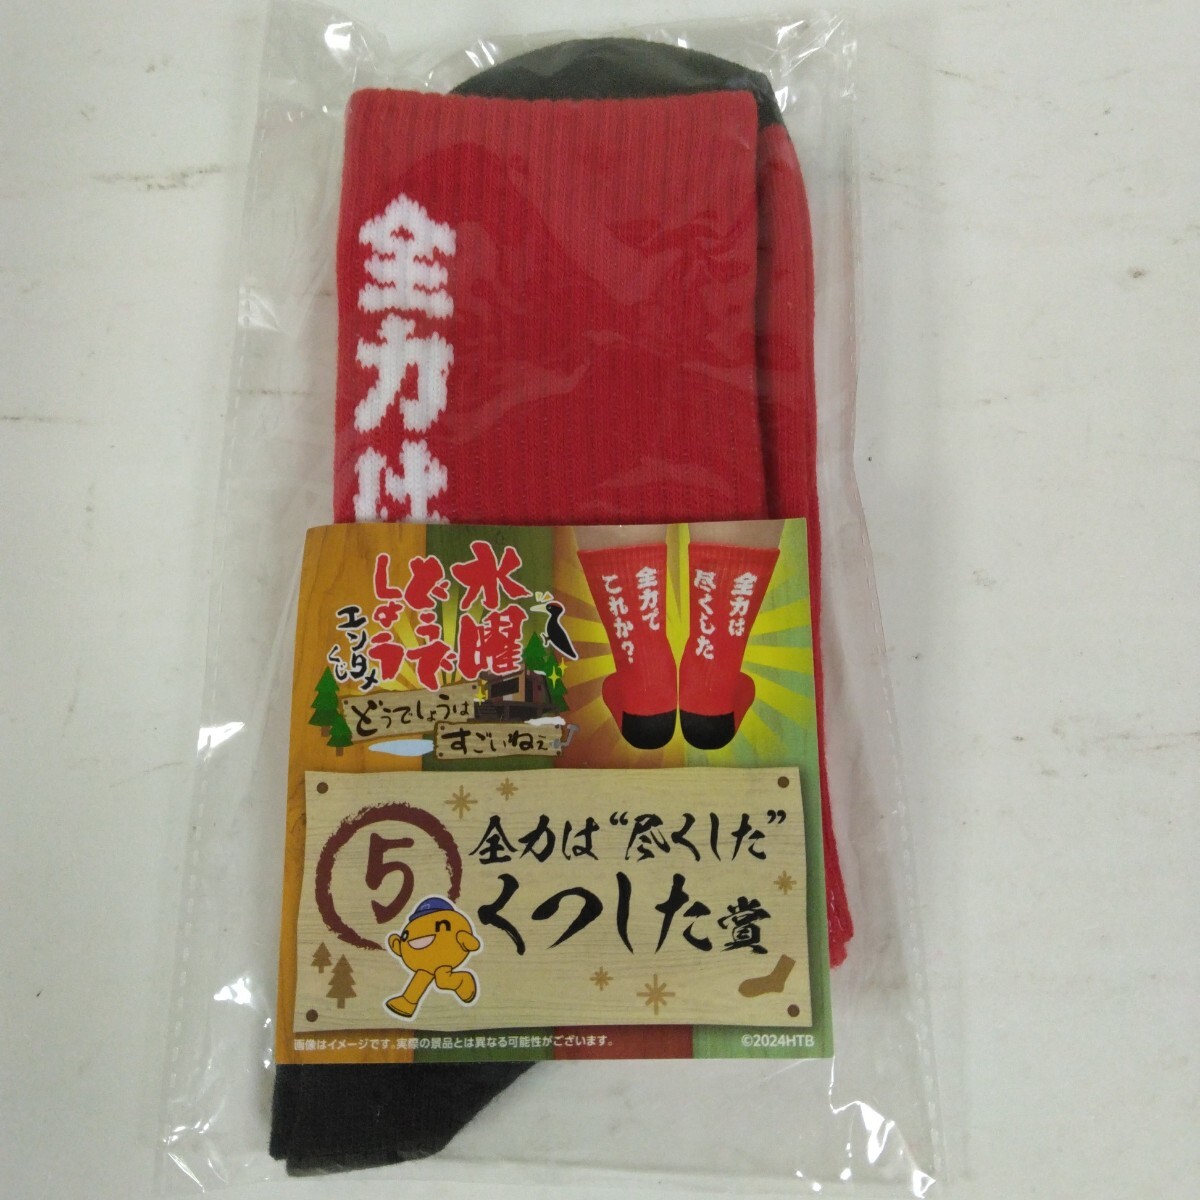 全力は
水曜
どうで
しょう
エンタメ
くじ
どうでしょうは
すごいねぇ
全力は
尽くした
全力で
これか?
5
全力は“尽くした”
くつした賞
on
画像はイメージです。実際の景品とは異なる可能性がございます。
©2024HTB